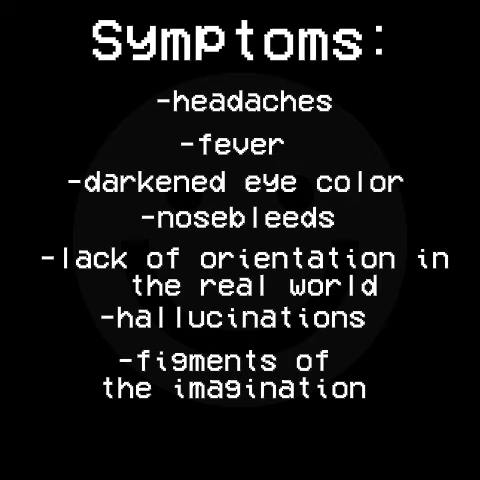 Symptoms:
-headaches
-fever
-darkened eye color
-nosebleeds
-lack of orientation in
the real world
-hallucinations
-figments of
the imagination